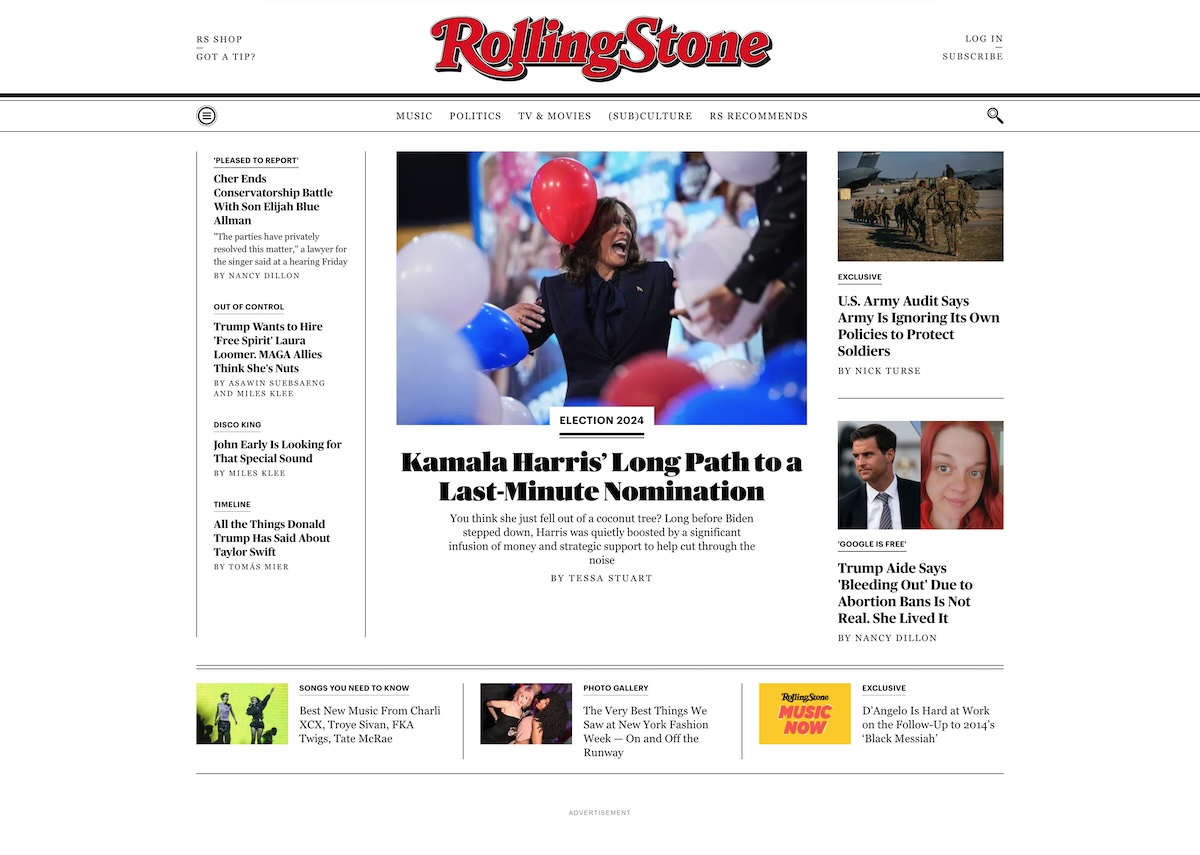 RS SHOP
GOT A TIP?
RollingStone
LOG IN
SUBSCRIBE
MUSIC POLITICS TV & MOVIES (SUB)CULTURE RS RECOMMENDS
'PLEASED TO REPORT'
Cher Ends
Conservatorship Battle
With Son Elijah Blue
Allman
"The parties have privately
resolved this matter," a lawyer for
the singer said at a hearing Friday
BY NANCY DILLON
OUT OF CONTROL
Trump Wants to Hire
'Free Spirit' Laura
Loomer. MAGA Allies
Think She's Nuts
BY ASAWIN SUEBSAENG
AND MILES KLEE
DISCO KING
John Early Is Looking for
That Special Sound
BY MILES KLEE
TIMELINE
All the Things Donald
Trump Has Said About
Taylor Swift
BY TOMÁS MIER
ELECTION 2024
Kamala Harris’ Long Path to a
Last-Minute Nomination
You think she just fell out of a coconut tree? Long before Biden
stepped down, Harris was quietly boosted by a significant
infusion of money and strategic support to help cut through the
noise
BY TESSA STUART
EXCLUSIVE
U.S. Army Audit Says
Army Is Ignoring Its Own
Policies to Protect
Soldiers
BY NICK TURSE
'GOOGLE IS FREE'
Trump Aide Says
'Bleeding Out' Due to
Abortion Bans Is Not
Real. She Lived It
BY NANCY DILLON
SONGS YOU NEED TO KNOW
Best New Music From Charli
XCX, Troye Sivan, FKA
Twigs, Tate McRae
PHOTO GALLERY
The Very Best Things We
Saw at New York Fashion
Week — On and Off the
Runway
RollingStone
MUSIC
NOW
EXCLUSIVE
D’Angelo Is Hard at Work
on the Follow-Up to 2014’s
‘Black Messiah’
ADVERTISEMENT